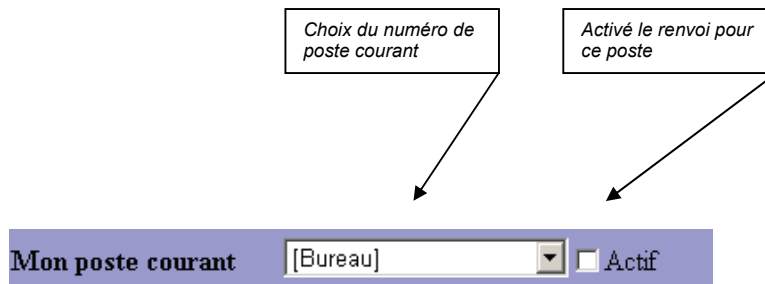 Choix du numéro de
poste courant
Activé le renvoi pour
ce poste
Mon poste courant [Bureau] Actif